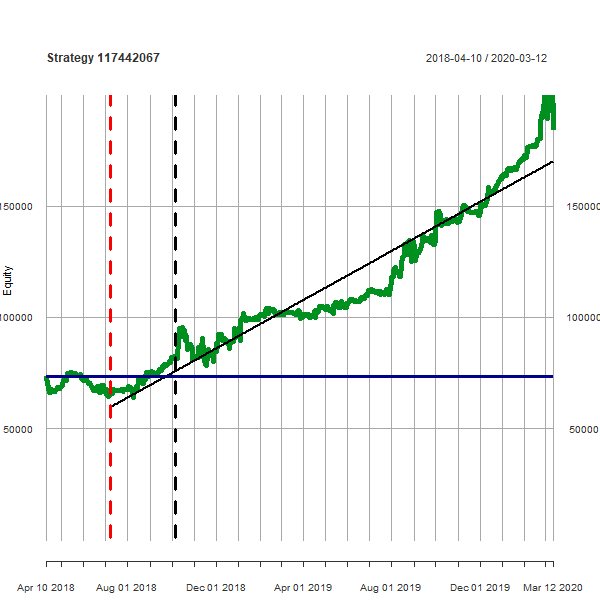 Strategy 117442067
2018-04-10 / 2020-03-12
150000
150000
Equity
100000
100000
50000
50000
Apr 10 2018
Aug 01 2018
Dec 01 2018
Apr 01 2019
Aug 01 2019
Dec 01 2019
Mar 12 2020